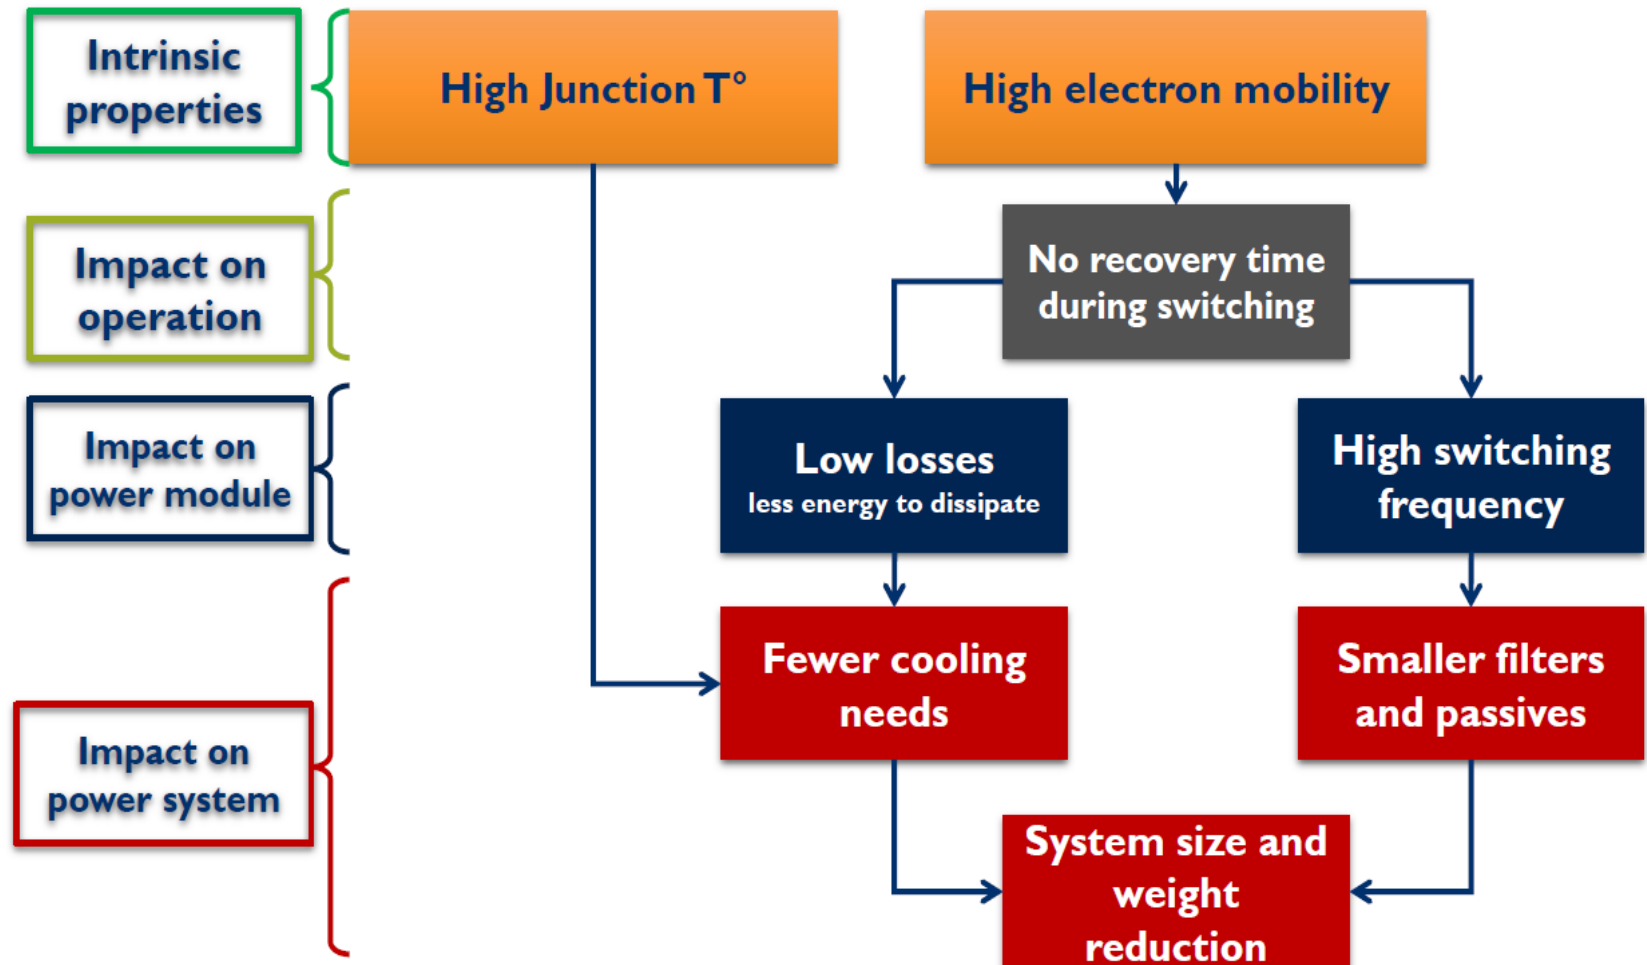 Intrinsic
properties
High Junction T°
High electron mobility
Impact on
operation
No recovery time
during switching
Impact on
power module
Low losses
less energy to dissipate
High switching
frequency
Impact on
power system
Fewer cooling
needs
Smaller filters
and passives
System size and
weight
reduction